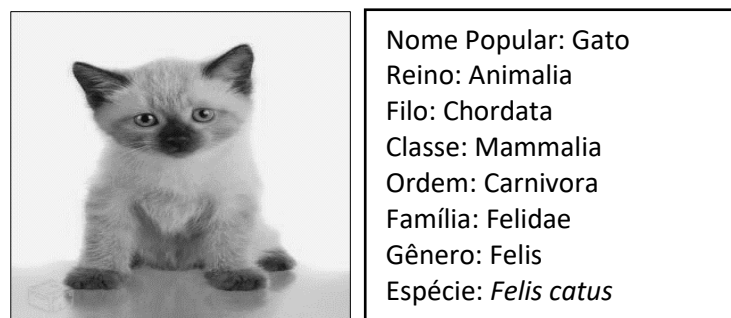 Nome Popular: Gato
Reino: Animalia
Filo: Chordata
Classe: Mammalia
Ordem: Carnivora
Família: Felidae
Gênero: Felis
Espécie: Felis catus